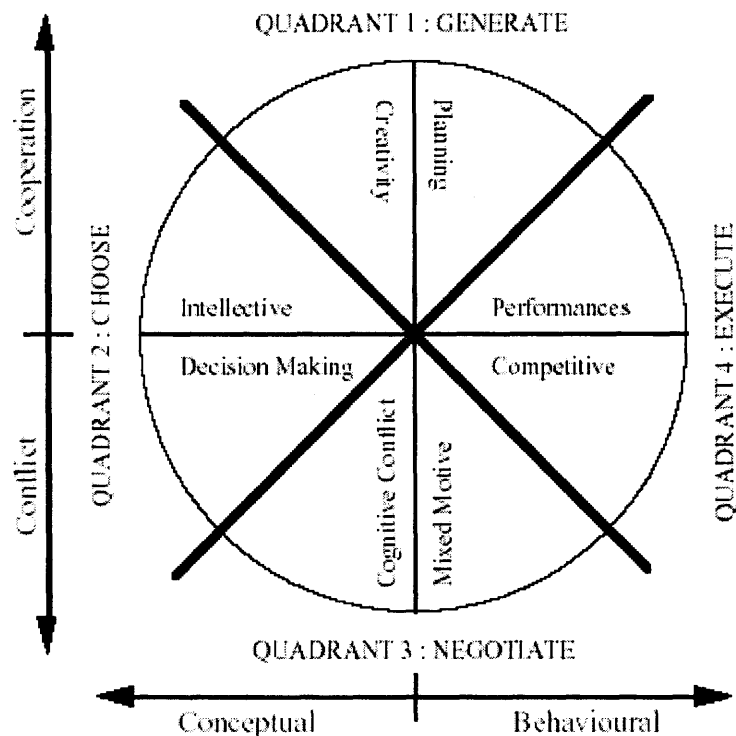 QUADRANT 1 : GENERATE
Cooperation
Conflict
QUADRANT 2 : CHOOSE
Creativity
Planning
Intellective
Performances
Decision Making
Competitive
Cognitive Conflict
Mixed Motive
QUADRANT 4 : EXECUTE
QUADRANT 3 : NEGOTIATE
Conceptual
Behavioural